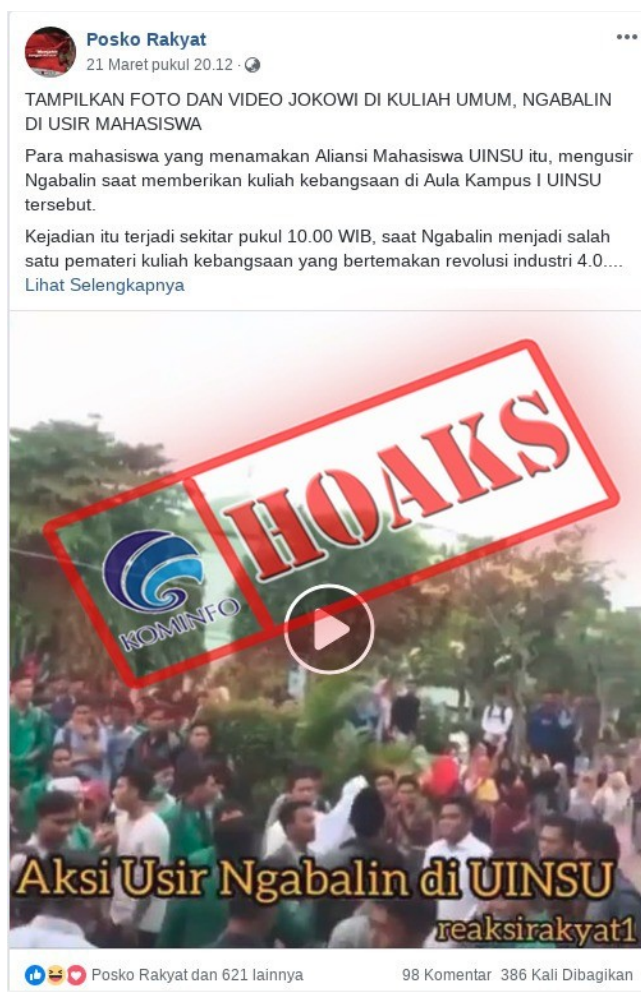 Posko Rakyat
21 Maret pukul 20.12 ·
TAMPILKAN FOTO DAN VIDEO JOKOWI DI KULIAH UMUM, NGABALIN
DI USIR MAHASISWA
Para mahasiswa yang menamakan Aliansi Mahasiswa UINSU itu, mengusir
Ngabalin saat memberikan kuliah kebangsaan di Aula Kampus I UINSU
tersebut.
Kejadian itu terjadi sekitar pukul 10.00 WIB, saat Ngabalin menjadi salah
satu pemateri kuliah kebangsaan yang bertemakan revolusi industri 4.0....
Lihat Selengkapnya
HOAKS
KOMINFO
Aksi Usir Ngabalin di UINSU
reaksirakyat1
Posko Rakyat dan 621 lainnya
98 Komentar 386 Kali Dibagikan